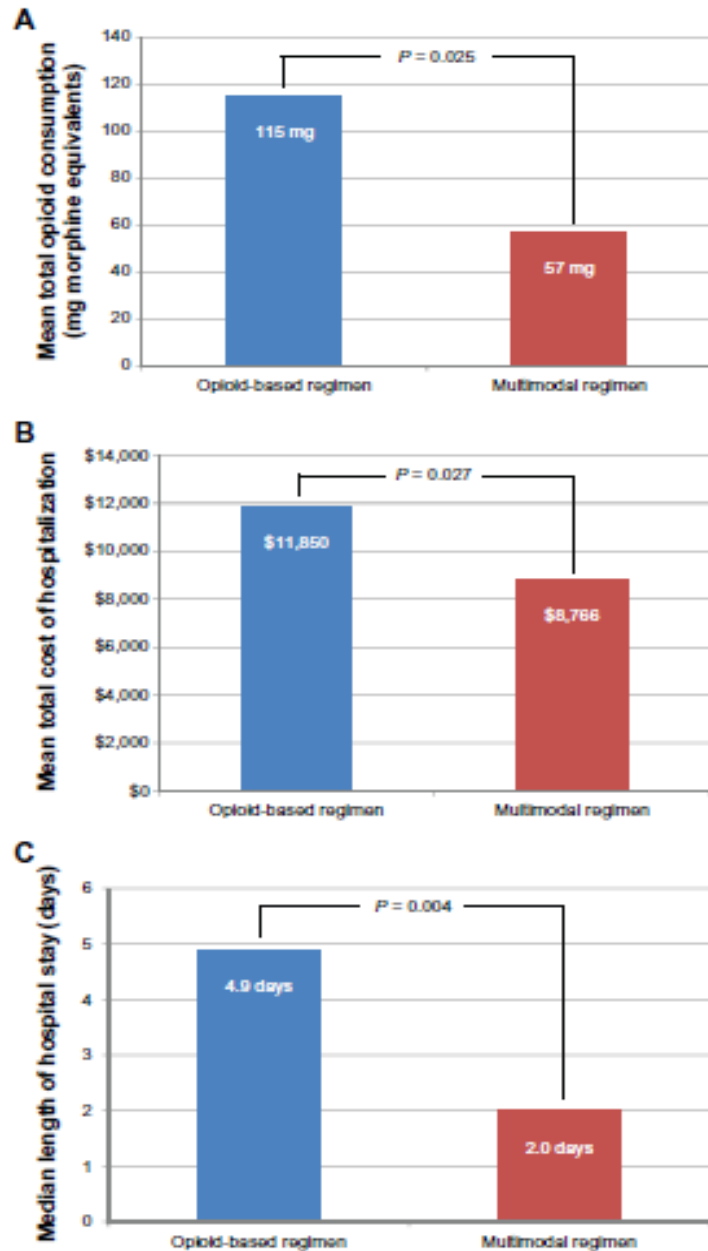 A
Mean total opioid consumption
(mg morphine equivalents)
140
120
100
80
60
40
20
0
P = 0.025
115 mg
57 mg
Opioid-based regimen
Multimodal regimen
B
Mean total cost of hospitalization
$14,000
$12,000
$10,000
$8,000
$6,000
$4,000
$2,000
$0
P = 0.027
$11,850
$8,766
Opioid-based regimen
Multimodal regimen
C
Median length of hospital stay (days)
6
5
4
3
2
1
0
P = 0.004
4.9 days
2.0 days
Opioid-based regimen
Multimodal regimen